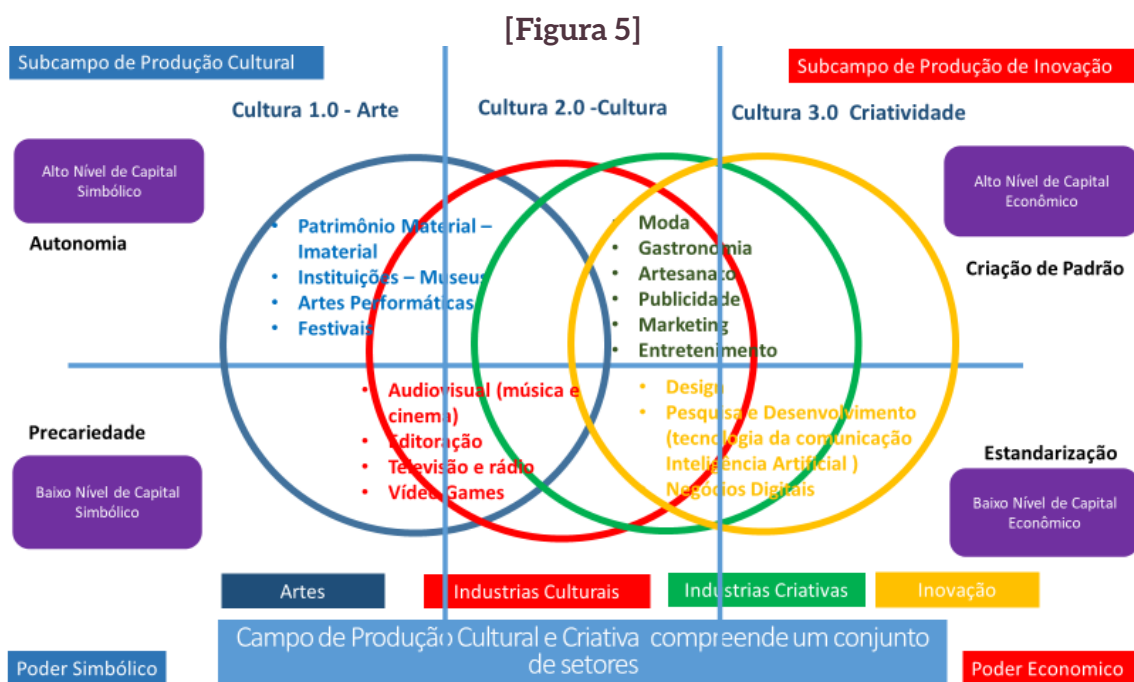 [Figura 5]
Subcampo de Produção Cultural
Subcampo de Produção de Inovação
Cultura 1.0 - Arte
Cultura 2.0 -Cultura
Cultura 3.0 Criatividade
Alto Nível de Capital
Simbólico
Autonomia
Alto Nível de Capital
Econômico
Criação de Padrão
• Patrimônio Material –
Imaterial
• Instituições – Museus
• Artes Performáticas
• Festivais
• Moda
• Gastronomia
• Artesanato
• Publicidade
• Marketing
• Entretenimento
Precariedade
Baixo Nível de Capital
Simbólico
• Audiovisual (música e
cinema)
• Editoração
• Televisão e rádio
• Vídeo Games
• Design
• Pesquisa e Desenvolvimento
(tecnologia da comunicação
Inteligência Artificial )
Negócios Digitais
Estandarização
Baixo Nível de Capital
Econômico
Artes
Industrias Culturais
Industrias Criativas
Inovação
Campo de Produção Cultural e Criativa compreende um conjunto
de setores
Poder Simbólico
Poder Economico